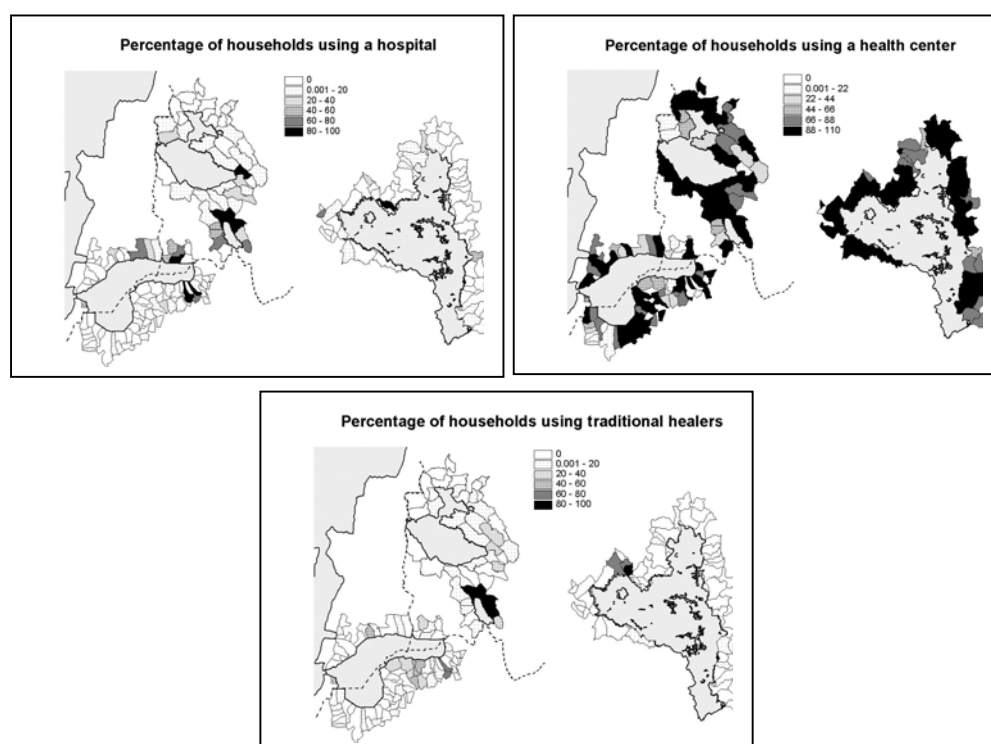 Percentage of households using a hospital
0
0.001 - 20
20 - 40
40 - 60
60 - 80
80 - 100
Percentage of households using a health center
0
0.001 - 22
22 - 44
44 - 66
66 - 88
88 - 110
Percentage of households using traditional healers
0
0.001 - 20
20 - 40
40 - 60
60 - 80
80 - 100